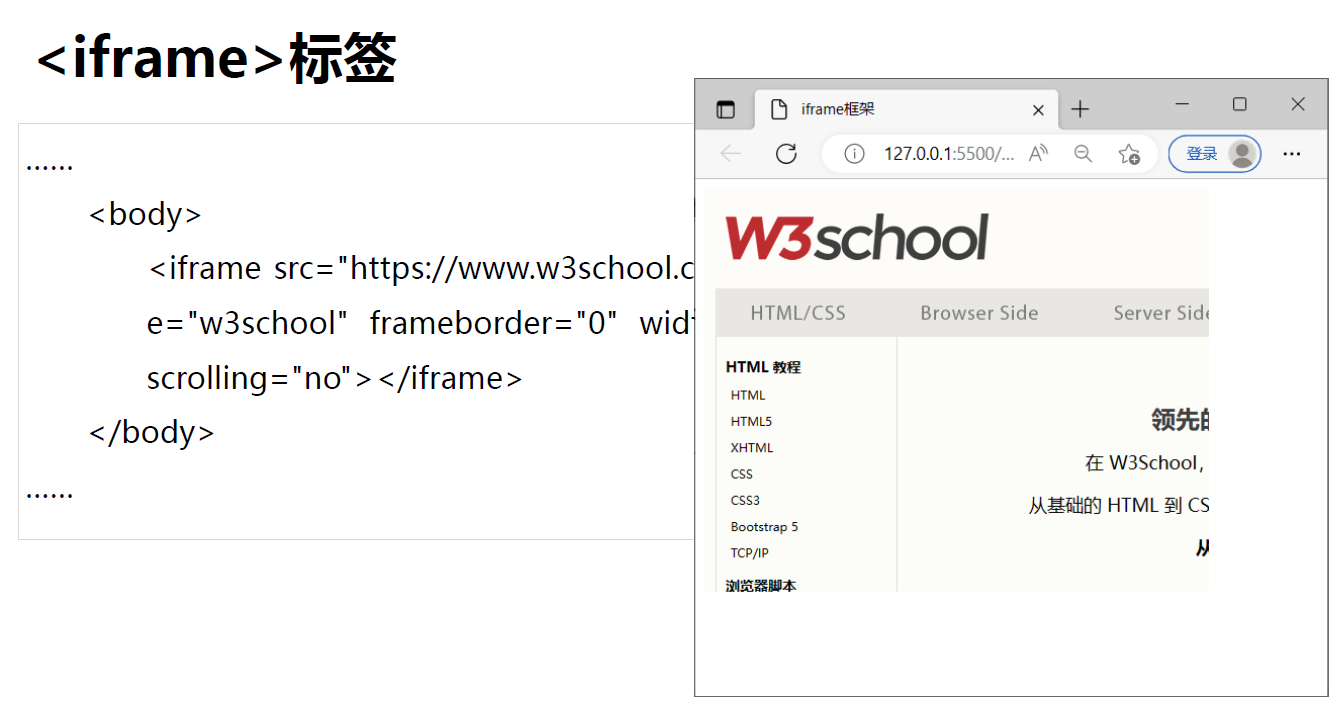 <iframe>标签
......
<body>
<iframe src="https://www.w3school.c
e="w3school" frameborder="0" widt
scrolling="no"></iframe>
</body>
......
iframe框架
127.0.0.1:5500/...
登录
W3school
HTML/CSS Browser Side Server Side
HTML 教程
HTML
HTML5
XHTML
CSS
CSS3
Bootstrap 5
TCP/IP
浏览器脚本
领先的
在 W3School,
从基础的 HTML 到 CS
从